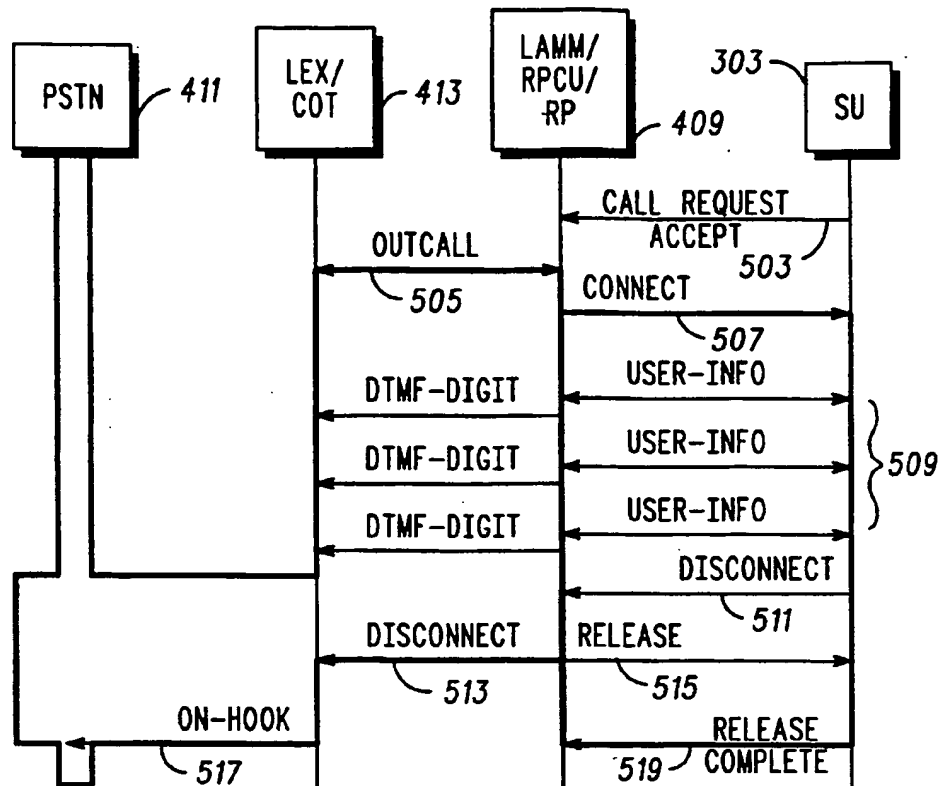 PSTN
411
LEX/
COT
413
LAMM/
RPCU/
RP
409
303
SU
CALL REQUEST
ACCEPT
503
OUTCALL
505
CONNECT
507
USER-INFO
DTMF-DIGIT
USER-INFO
509
DTMF-DIGIT
USER-INFO
DTMF-DIGIT
DISCONNECT
511
DISCONNECT
513
RELEASE
515
ON-HOOK
517
RELEASE
COMPLETE
519